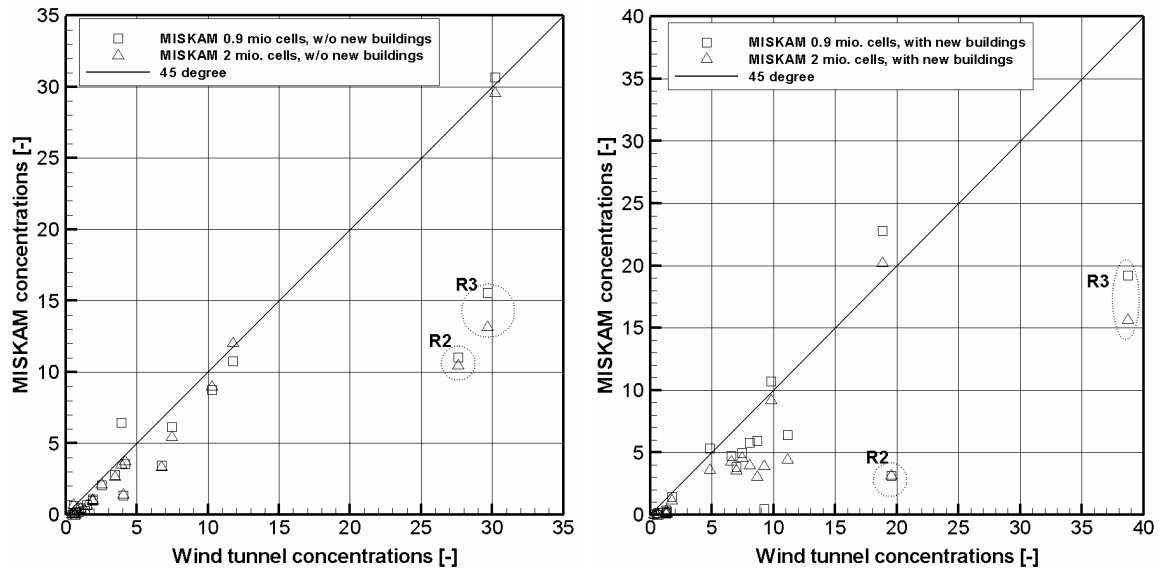 MISKAM 0.9 mio cells, w/o new buildings
MISKAM 2 mio. cells, w/o new buildings
45 degree
MISKAM concentrations [-]
35
30
25
20
15
10
5
0
R3
R2
0 5 10 15 20 25 30 35
Wind tunnel concentrations [-]
MISKAM 0.9 mio. cells, with new buildings
MISKAM 2 mio. cells, with new buildings
45 degree
MISKAM concentrations [-]
40
35
30
25
20
15
10
5
0
R3
R2
0 5 10 15 20 25 30 35 40
Wind tunnel concentrations [-]